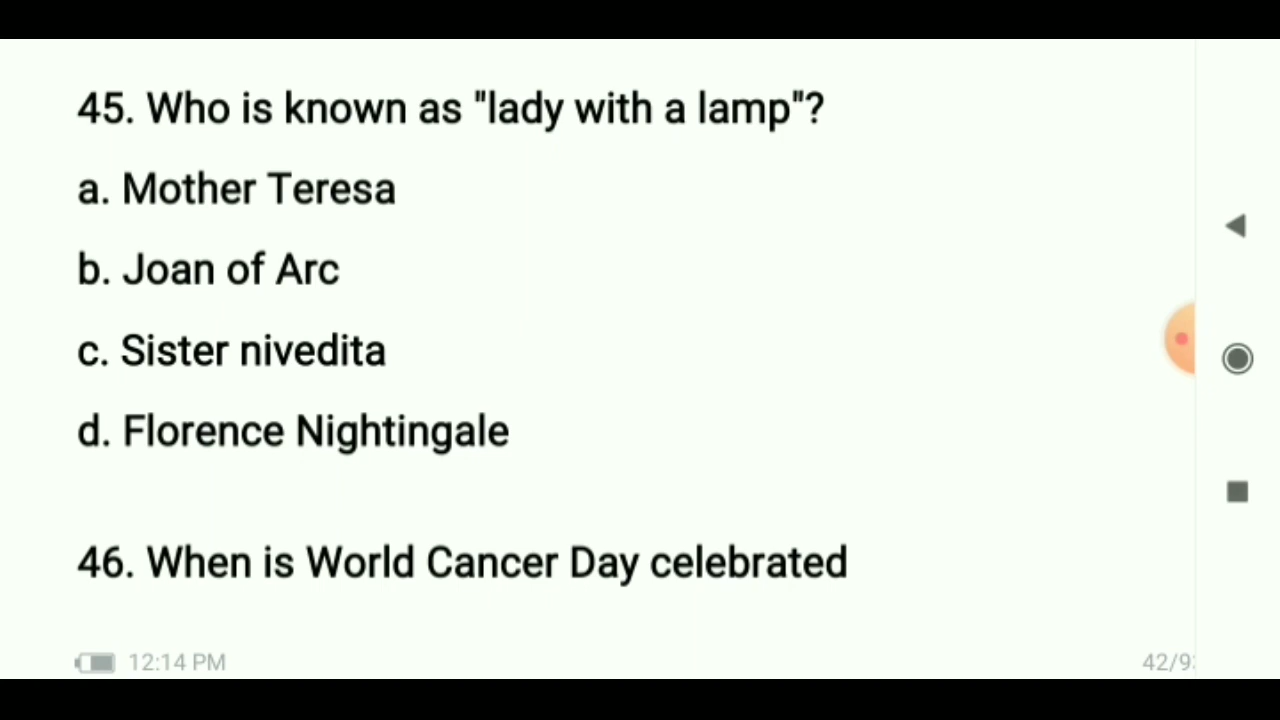 45. Who is known as "lady with a lamp"?
a. Mother Teresa
b. Joan of Arc
c. Sister nivedita
d. Florence Nightingale
46. When is World Cancer Day celebrated
12:14 PM